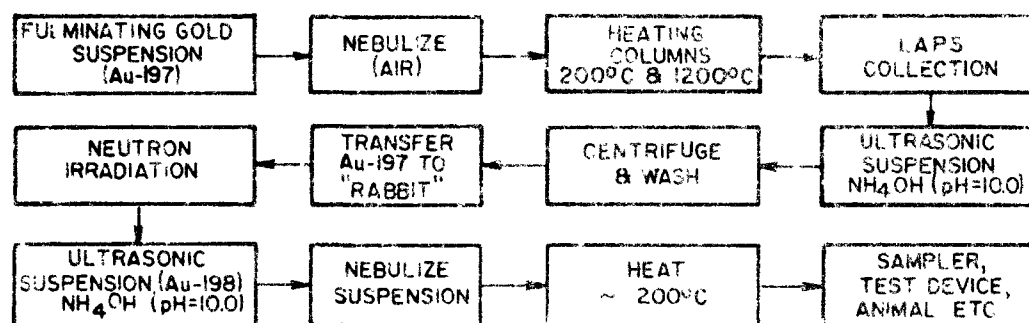 FULMINATING GOLD
SUSPENSION
(Au-197)
NEBULIZE
(AIR)
HEATING
COLUMNS
200°C & 1200°C
LAPS
COLLECTION
NEUTRON
IRRADIATION
TRANSFER
Au-197 TO
"RABBIT"
CENTRIFUGE
& WASH
ULTRASONIC
SUSPENSION
NH4OH (pH=10.0)
ULTRASONIC
SUSPENSION, (Au-198)
NH4OH (pH=10.0)
NEBULIZE
SUSPENSION
HEAT
~ 200°C
SAMPLER,
TEST DEVICE,
ANIMAL ETC